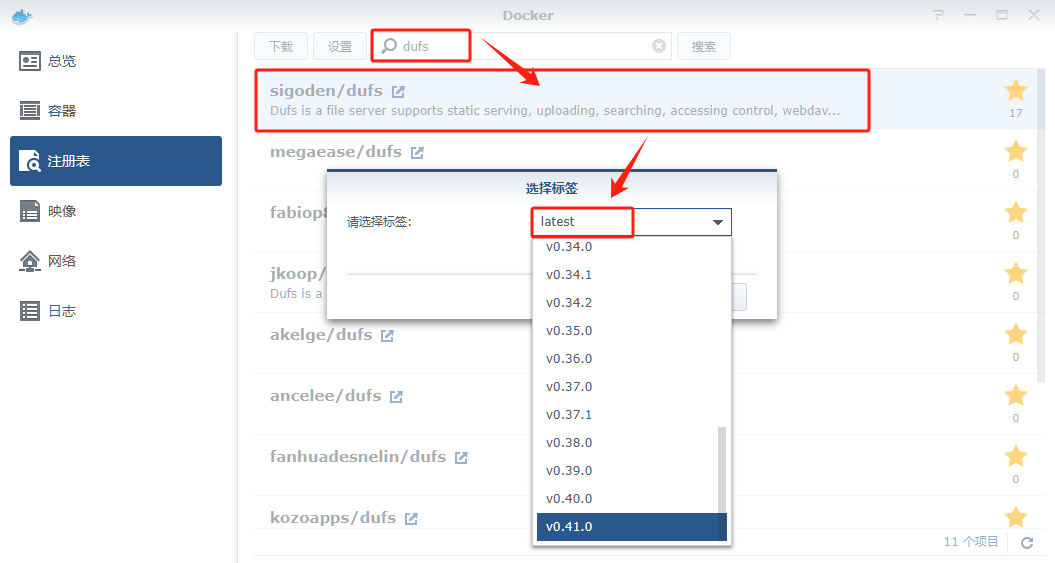 Docker
总览
容器
注册表
映像
网络
日志
下载
设置
dufs
搜索
sigoden/dufs
Dufs is a file server supports static serving, uploading, searching, accessing control, webdav...
17
megaease/dufs
0
fabiop
0
jkoop/
Dufs is a
0
akelge/dufs
0
ancelee/dufs
0
fanhuadesnelin/dufs
0
kozoapps/dufs
11 个项目
选择标签
请选择标签:
latest
v0.34.0
v0.34.1
v0.34.2
v0.35.0
v0.36.0
v0.37.0
v0.37.1
v0.38.0
v0.39.0
v0.40.0
v0.41.0